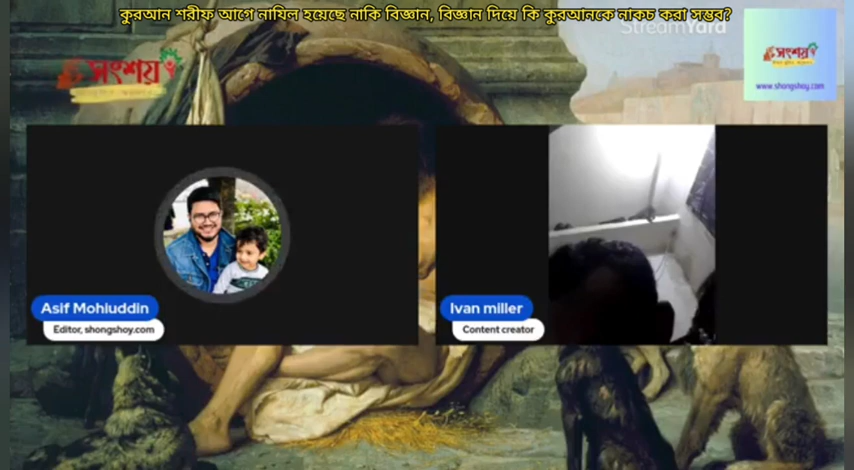 কুরআন শরীফ আগে নাযিল হয়েছে নাকি বিজ্ঞান, বিজ্ঞান দিয়ে কি কুরআনকে নাকচ করা সম্ভব?
StreamYard
সংশয়
সংশয়
www.shongshoy.com
Asif Mohiuddin
Editor, shongshoy.com
Ivan miller
Content creator